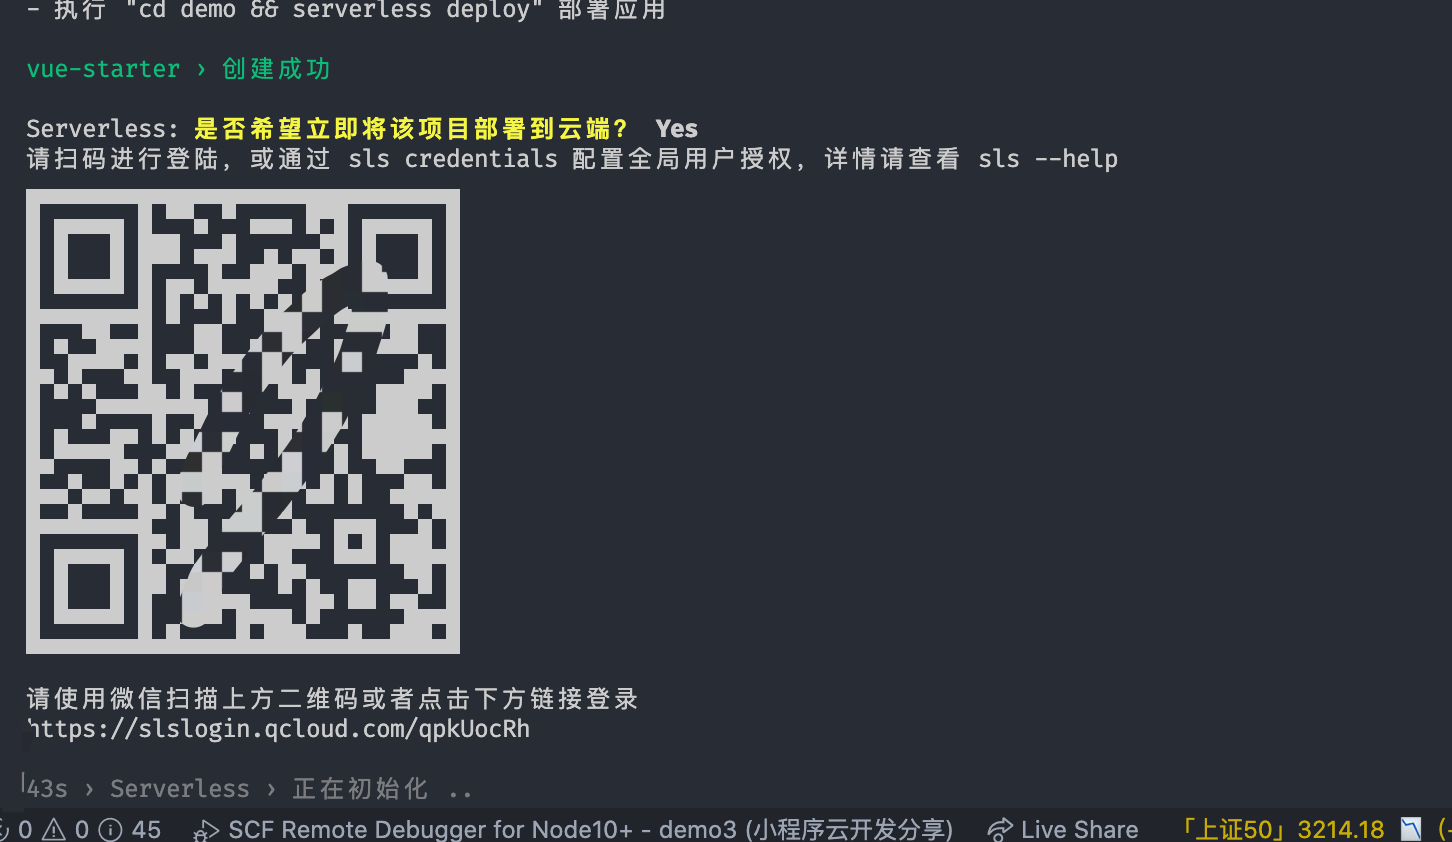 - 执行 "cd demo && serverless deploy" 部署应用
vue-starter › 创建成功
Serverless: 是否希望立即将该项目部署到云端？ Yes
请扫码进行登陆，或通过 sls credentials 配置全局用户授权，详情请查看 sls --help
请使用微信扫描上方二维码或者点击下方链接登录
https://slslogin.qcloud.com/qpkUocRh
43s › Serverless › 正在初始化 ..
0 0 45 SCF Remote Debugger for Node10+ - demo3 (小程序云开发分享) Live Share 「上证50」3214.18